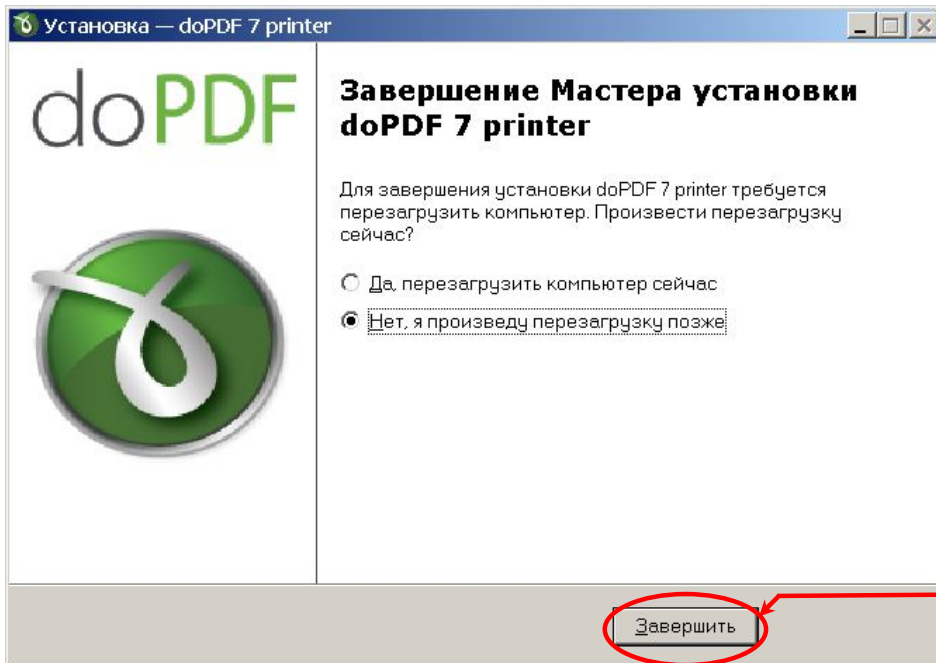 Установка — doPDF 7 printer
doPDF
Завершение Мастера установки
doPDF 7 printer
Для завершения установки doPDF 7 printer требуется
перезагрузить компьютер. Произвести перезагрузку
сейчас?
Да, перезагрузить компьютер сейчас
Нет, я произведу перезагрузку позже
Завершить